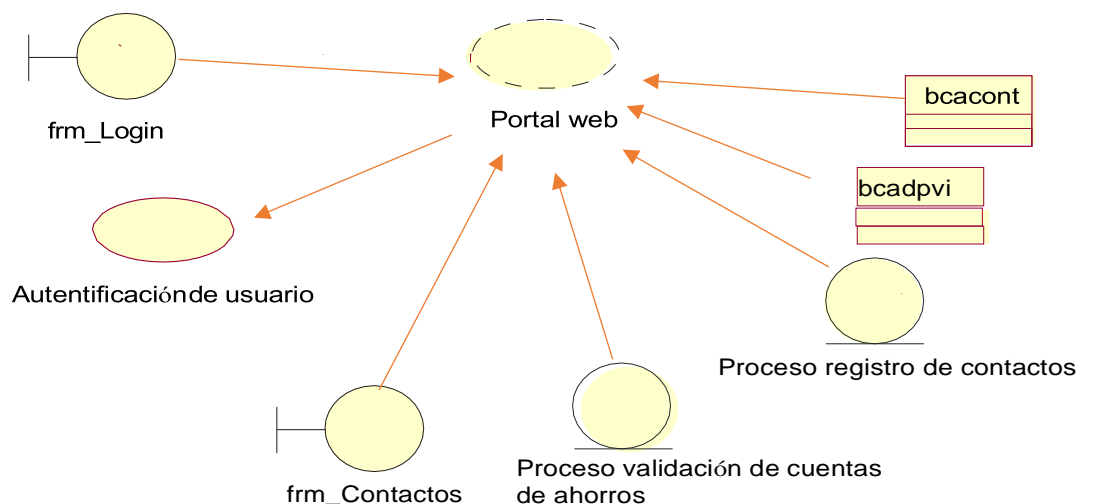 bcacont
Portal web
frm_Login
bcadpvi
Autentificaciónde usuario
Proceso registro de contactos
Proceso validación de cuentas
de ahorros
frm_Contactos